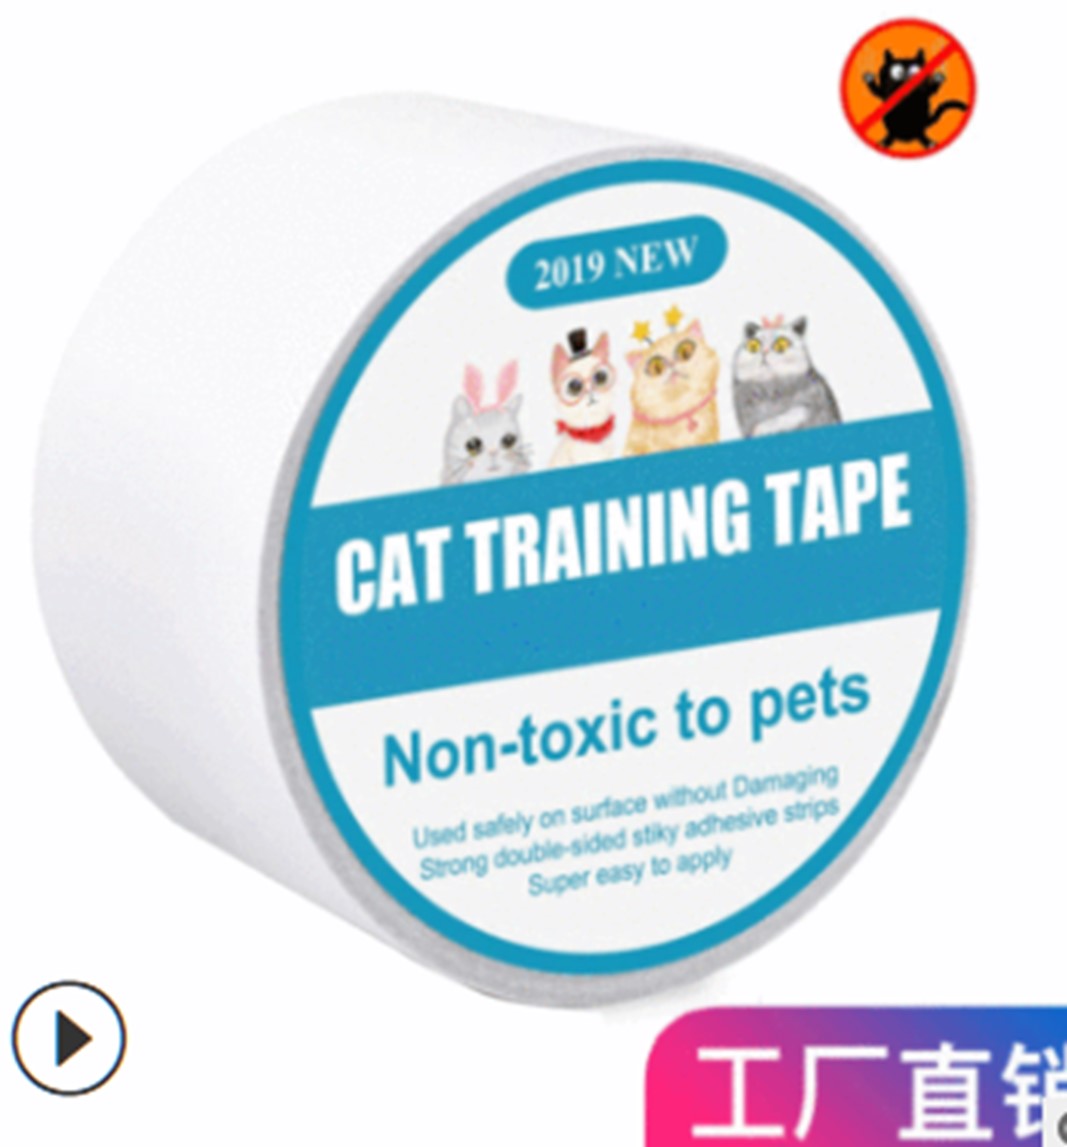 2019 NEW
CAT TRAINING TAPE
Non-toxic to pets
Used safely on surface without Damaging
Strong double-sided stiky adhesive strips
Super easy to apply
工厂直销